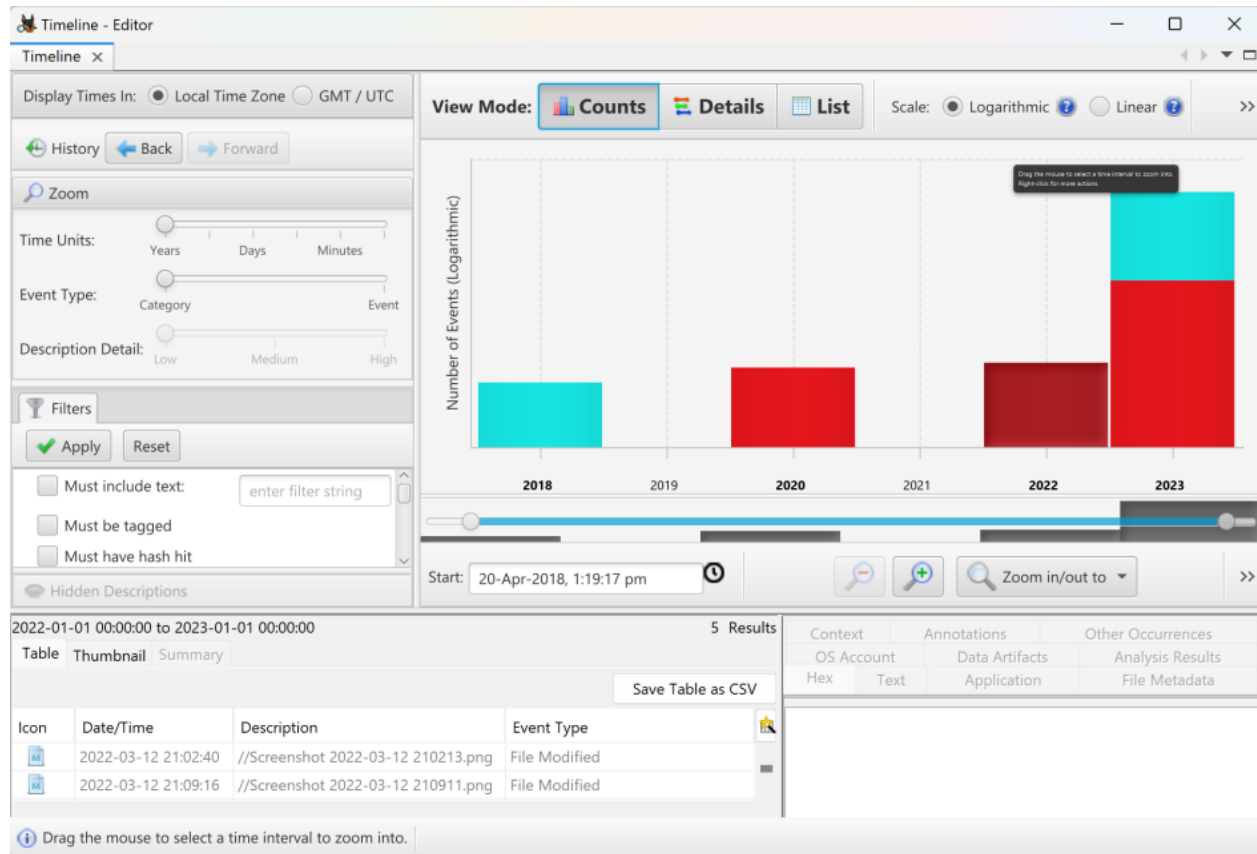 Timeline - Editor
Timeline
Display Times In: Local Time Zone GMT / UTC
History Back Forward
Zoom
Time Units:
Years Days Minutes
Event Type:
Category Event
Description Detail:
Low Medium High
Filters
Apply Reset
Must include text: enter filter string
Must be tagged
Must have hash hit
Hidden Descriptions
View Mode: Counts Details List Scale: Logarithmic Linear
Drag the mouse to select a time interval to zoom into.
Right-click for more actions.
Number of Events (Logarithmic)
2018 2019 2020 2021 2022 2023
Start: 20-Apr-2018, 1:19:17 pm Zoom in/out to
2022-01-01 00:00:00 to 2023-01-01 00:00:00 5 Results
Table Thumbnail Summary
Save Table as CSV
Icon Date/Time Description Event Type
2022-03-12 21:02:40 //Screenshot 2022-03-12 210213.png File Modified
2022-03-12 21:09:16 //Screenshot 2022-03-12 210911.png File Modified
Context Annotations Other Occurrences
OS Account Data Artifacts Analysis Results
Hex Text Application File Metadata
Drag the mouse to select a time interval to zoom into.